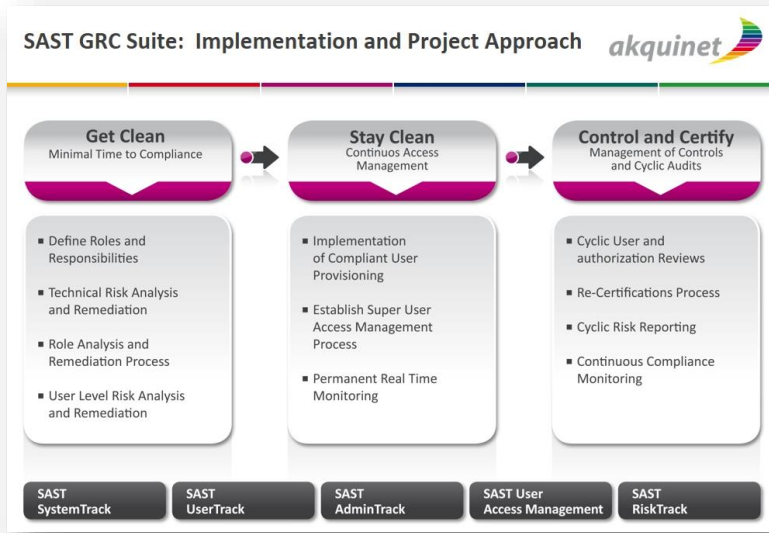 SAST GRC Suite: Implementation and Project Approach
akquinet
Get Clean
Minimal Time to Compliance
Stay Clean
Continuos Access
Management
Control and Certify
Management of Controls
and Cyclic Audits
▪ Define Roles and
Responsibilities
▪ Technical Risk Analysis
and Remediation
▪ Role Analysis and
Remediation Process
▪ User Level Risk Analysis
and Remediation
▪ Implementation
of Compliant User
Provisioning
▪ Establish Super User
Access Management
Process
▪ Permanent Real Time
Monitoring
▪ Cyclic User and
authorization Reviews
▪ Re-Certifications Process
▪ Cyclic Risk Reporting
▪ Continuous Compliance
Monitoring
SAST
SystemTrack
SAST
UserTrack
SAST
AdminTrack
SAST User
Access Management
SAST
RiskTrack